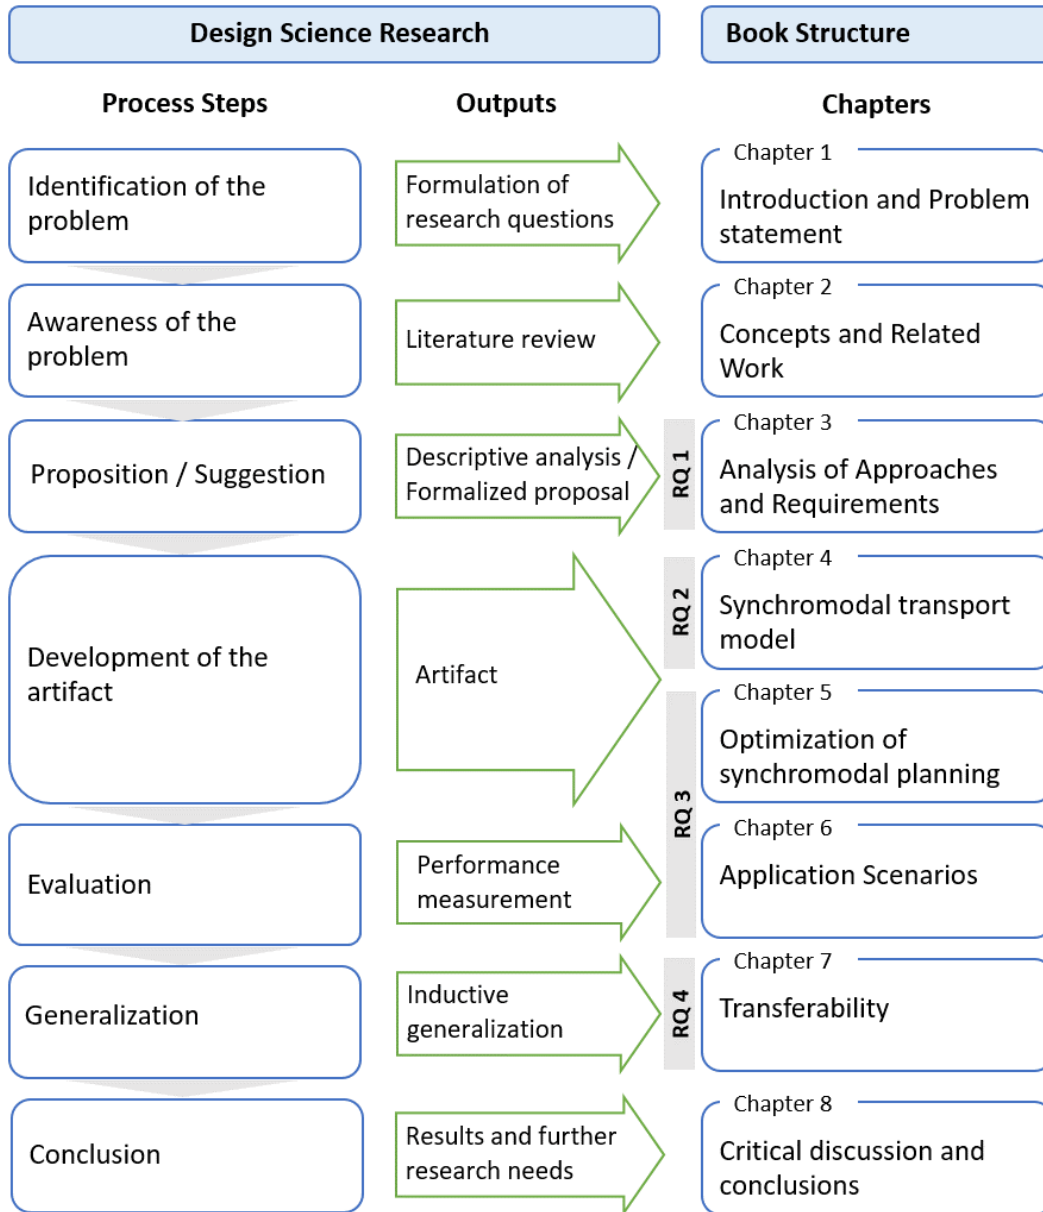 Design Science Research
Book Structure
Process Steps
Outputs
Chapters
Identification of the
problem
Formulation of
research questions
Chapter 1
Introduction and Problem
statement
Awareness of the
problem
Literature review
Chapter 2
Concepts and Related
Work
Proposition / Suggestion
Descriptive analysis /
Formalized proposal
RQ 1
Chapter 3
Analysis of Approaches
and Requirements
Development of the
artifact
Artifact
RQ 2
Chapter 4
Synchromodal transport
model
RQ 3
Chapter 5
Optimization of
synchromodal planning
Evaluation
Performance
measurement
Chapter 6
Application Scenarios
Generalization
Inductive
generalization
RQ 4
Chapter 7
Transferability
Conclusion
Results and further
research needs
Chapter 8
Critical discussion and
conclusions